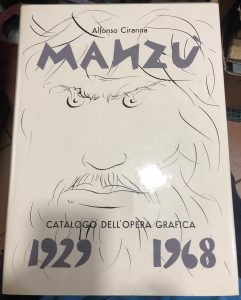 Alfonso Ciranna
MANZÙ
CATALOGO DELL'OPERA GRAFICA
1929 1968